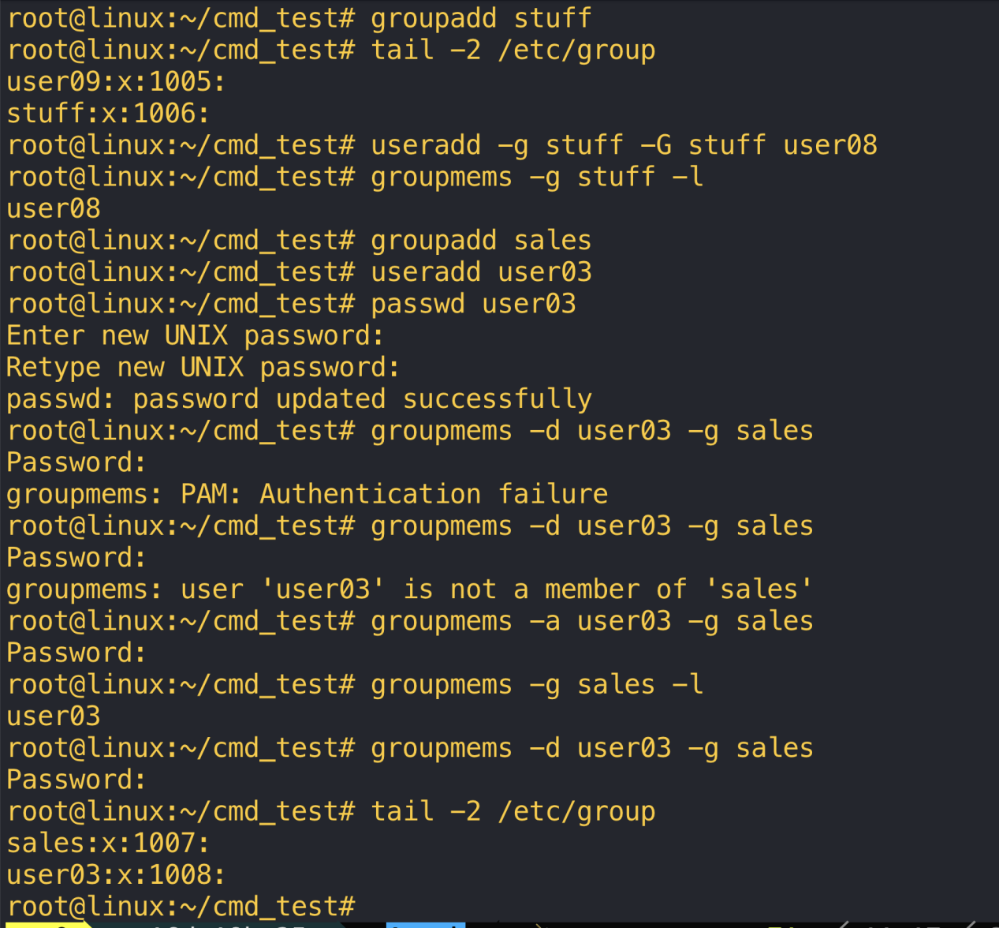 root@linux:~/cmd_test# groupadd stuff
root@linux:~/cmd_test# tail -2 /etc/group
user09:x:1005:
stuff:x:1006:
root@linux:~/cmd_test# useradd -g stuff -G stuff user08
root@linux:~/cmd_test# groupmems -g stuff -l
user08
root@linux:~/cmd_test# groupadd sales
root@linux:~/cmd_test# useradd user03
root@linux:~/cmd_test# passwd user03
Enter new UNIX password:
Retype new UNIX password:
passwd: password updated successfully
root@linux:~/cmd_test# groupmems -d user03 -g sales
Password:
groupmems: PAM: Authentication failure
root@linux:~/cmd_test# groupmems -d user03 -g sales
Password:
groupmems: user 'user03' is not a member of 'sales'
root@linux:~/cmd_test# groupmems -a user03 -g sales
Password:
root@linux:~/cmd_test# groupmems -g sales -l
user03
root@linux:~/cmd_test# groupmems -d user03 -g sales
Password:
root@linux:~/cmd_test# tail -2 /etc/group
sales:x:1007:
user03:x:1008:
root@linux:~/cmd_test#